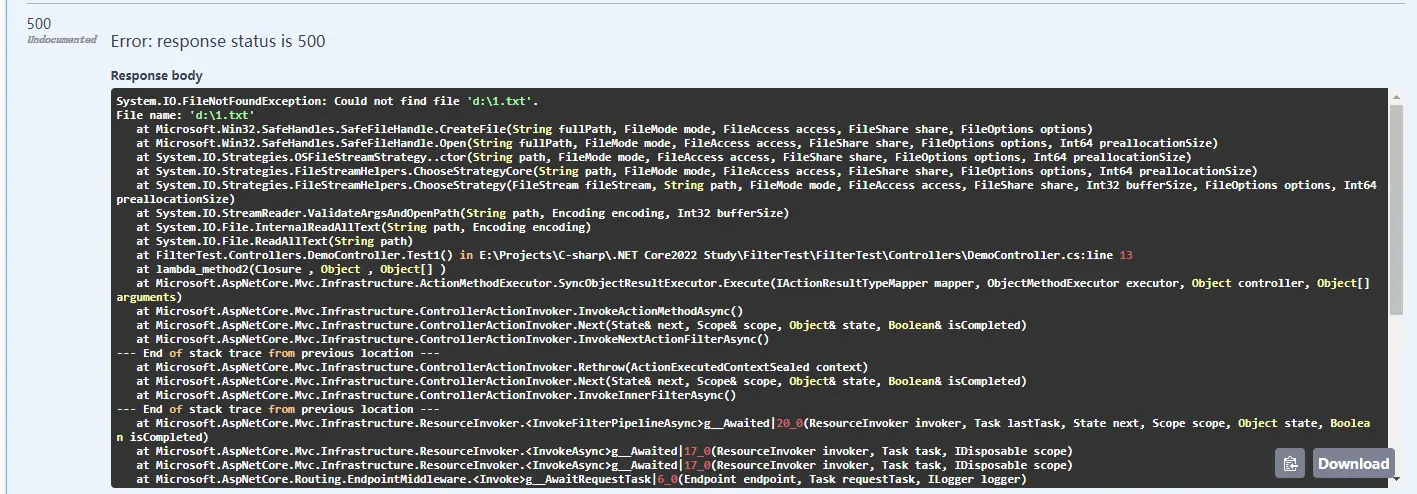 500
Undocumented
Error: response status is 500
Response body
System.IO.FileNotFoundException: Could not find file 'd:\1.txt'.
File name: 'd:\1.txt'
   at Microsoft.Win32.SafeHandles.SafeFileHandle.CreateFile(String fullPath, FileMode mode, FileAccess access, FileShare share, FileOptions options)
   at Microsoft.Win32.SafeHandles.SafeFileHandle.Open(String fullPath, FileMode mode, FileAccess access, FileShare share, FileOptions options, Int64 preallocationSize)
   at System.IO.Strategies.OSFileStreamStrategy..ctor(String path, FileMode mode, FileAccess access, FileShare share, FileOptions options, Int64 preallocationSize)
   at System.IO.Strategies.FileStreamHelpers.ChooseStrategyCore(String path, FileMode mode, FileAccess access, FileShare share, FileOptions options, Int64 preallocationSize)
   at System.IO.Strategies.FileStreamHelpers.ChooseStrategy(FileStream fileStream, String path, FileMode mode, FileAccess access, FileShare share, Int32 bufferSize, FileOptions options, Int64
preallocationSize)
   at System.IO.StreamReader.ValidateArgsAndOpenPath(String path, Encoding encoding, Int32 bufferSize)
   at System.IO.File.InternalReadAllText(String path, Encoding encoding)
   at System.IO.File.ReadAllText(String path)
   at FilterTest.Controllers.DemoController.Test1() in E:\Projects\C-sharp\.NET Core2022 Study\FilterTest\FilterTest\Controllers\DemoController.cs:line 13
   at lambda_method2(Closure , Object , Object[] )
   at Microsoft.AspNetCore.Mvc.Infrastructure.ActionMethodExecutor.SyncObjectResultExecutor.Execute(IActionResultTypeMapper mapper, ObjectMethodExecutor executor, Object controller, Object[]
arguments)
   at Microsoft.AspNetCore.Mvc.Infrastructure.ControllerActionInvoker.InvokeActionMethodAsync()
   at Microsoft.AspNetCore.Mvc.Infrastructure.ControllerActionInvoker.Next(State& next, Scope& scope, Object& state, Boolean& isCompleted)
   at Microsoft.AspNetCore.Mvc.Infrastructure.ControllerActionInvoker.InvokeNextActionFilterAsync()
--- End of stack trace from previous location ---
   at Microsoft.AspNetCore.Mvc.Infrastructure.ControllerActionInvoker.Rethrow(ActionExecutedContextSealed context)
   at Microsoft.AspNetCore.Mvc.Infrastructure.ControllerActionInvoker.Next(State& next, Scope& scope, Object& state, Boolean& isCompleted)
   at Microsoft.AspNetCore.Mvc.Infrastructure.ControllerActionInvoker.InvokeInnerFilterAsync()
--- End of stack trace from previous location ---
   at Microsoft.AspNetCore.Mvc.Infrastructure.ResourceInvoker.<InvokeFilterPipelineAsync>g__Awaited|20_0(ResourceInvoker invoker, Task lastTask, State next, Scope scope, Object state, Boolea
n isCompleted)
   at Microsoft.AspNetCore.Mvc.Infrastructure.ResourceInvoker.<InvokeAsync>g__Awaited|17_0(ResourceInvoker invoker, Task task, IDisposable scope)
   at Microsoft.AspNetCore.Mvc.Infrastructure.ResourceInvoker.<InvokeAsync>g__Awaited|17_0(ResourceInvoker invoker, Task task, IDisposable scope)
   at Microsoft.AspNetCore.Routing.EndpointMiddleware.<Invoke>g__AwaitRequestTask|6_0(Endpoint endpoint, Task requestTask, ILogger logger)
Download